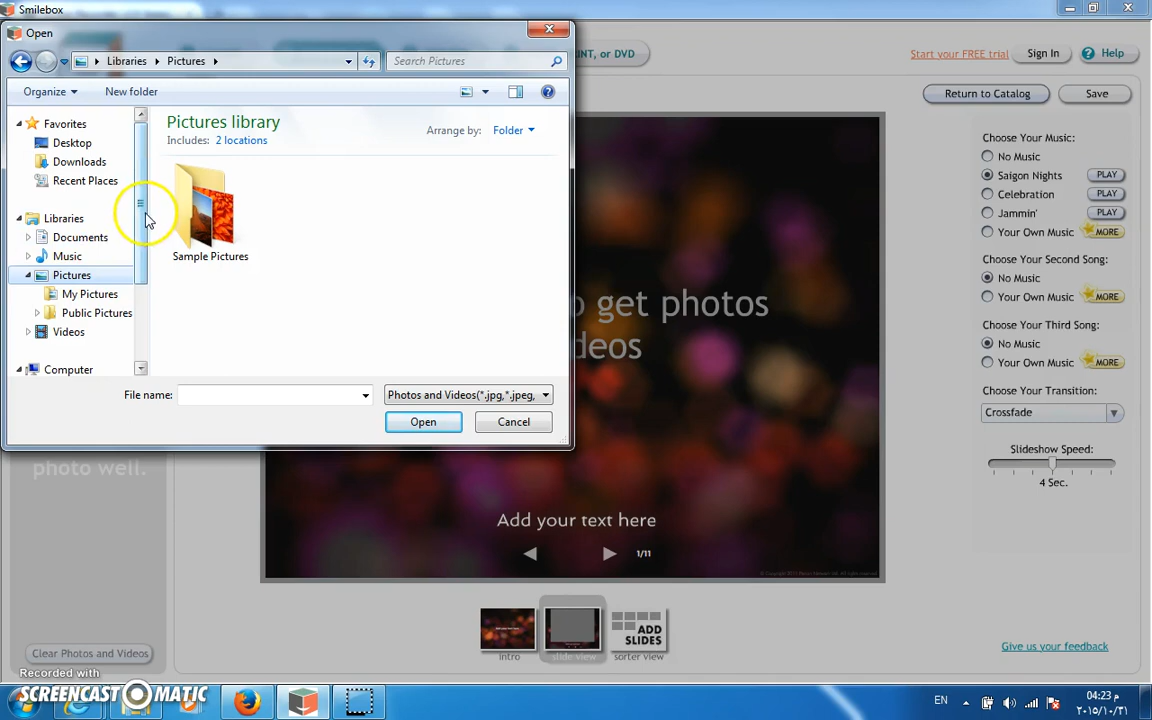 Smilebox
Open
Libraries
Pictures
Search Pictures
INT, or DVD
Start your FREE trial
Sign In
Help
Organize
New folder
Return to Catalog
Save
Favorites
Desktop
Downloads
Recent Places
Libraries
Documents
Music
Pictures
My Pictures
Public Pictures
Videos
Computer
Pictures library
Includes: 2 locations
Arrange by: Folder
Sample Pictures
File name:
Photos and Videos(*.jpg,*.jpeg,
Open
Cancel
photo well.
to get photos
deos
Add your text here
1/11
Choose Your Music:
No Music
Saigon Nights PLAY
Celebration PLAY
Jammin' PLAY
Your Own Music MORE
Choose Your Second Song:
No Music
Your Own Music MORE
Choose Your Third Song:
No Music
Your Own Music MORE
Choose Your Transition:
Crossfade
Slideshow Speed:
4 Sec.
ADD
SLIDES
intro
slide view
sorter view
Give us your feedback
Clear Photos and Videos
Recorded with
SCREENCAST O MATIC
EN
04:23 م
٢٠١٥/١٠/٣١